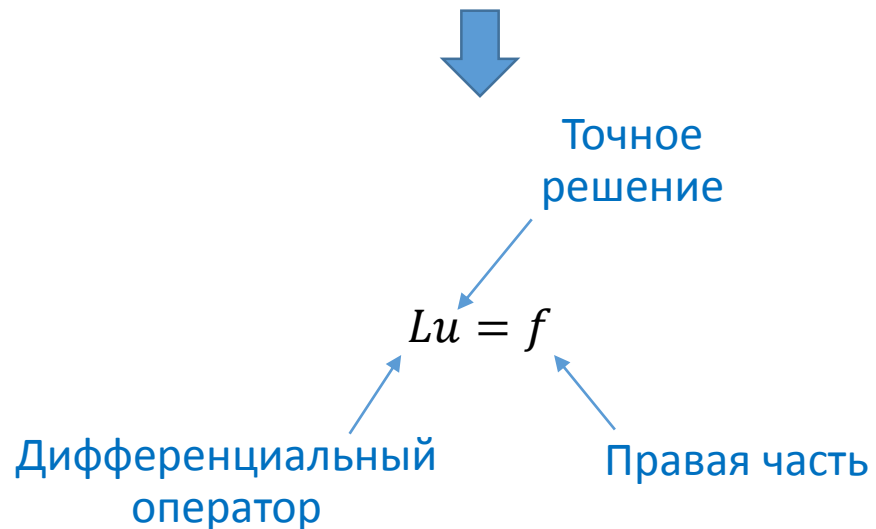 Точное
решение
Lu = f
Дифференциальный
оператор
Правая часть